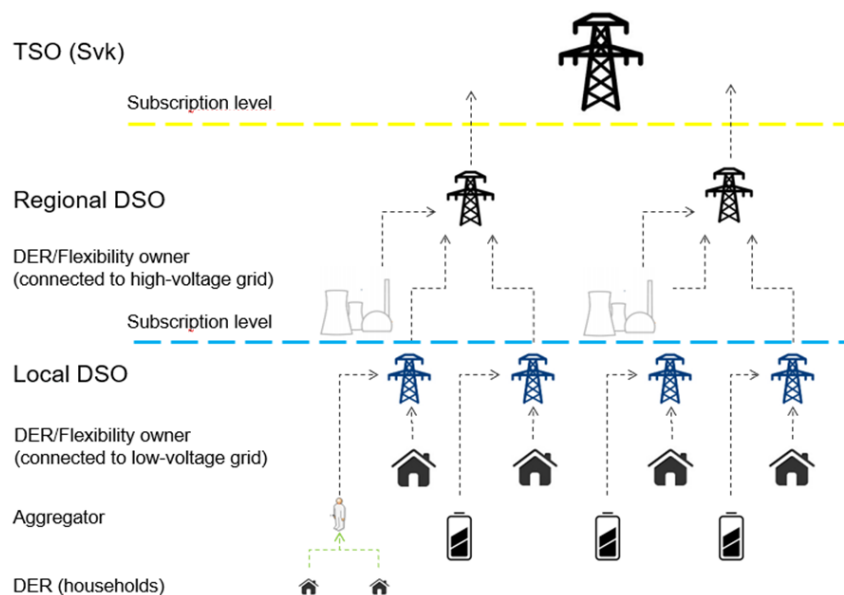 TSO (Svk)
Subscription level
Regional DSO
DER/Flexibility owner
(connected to high-voltage grid)
Subscription level
Local DSO
DER/Flexibility owner
(connected to low-voltage grid)
Aggregator
DER (households)